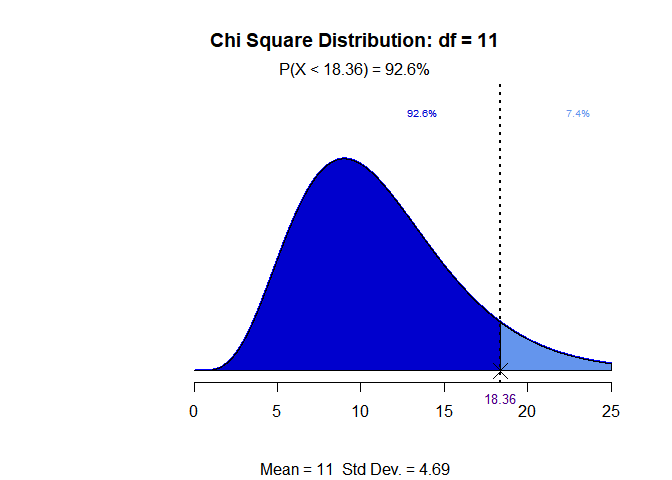 Chi Square Distribution: df = 11
P(X < 18.36) = 92.6%
92.6% 7.4%
0 5 10 15 20 25
18.36
Mean = 11 Std Dev. = 4.69